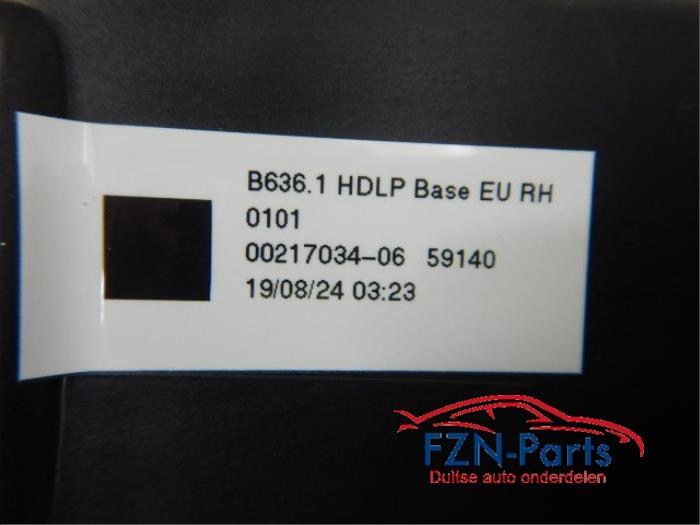 B636.1 HDLP Base EU RH
0101
00217034-06 59140
19/08/24 03:23
FZN-Parts
Duitse auto onderdelen